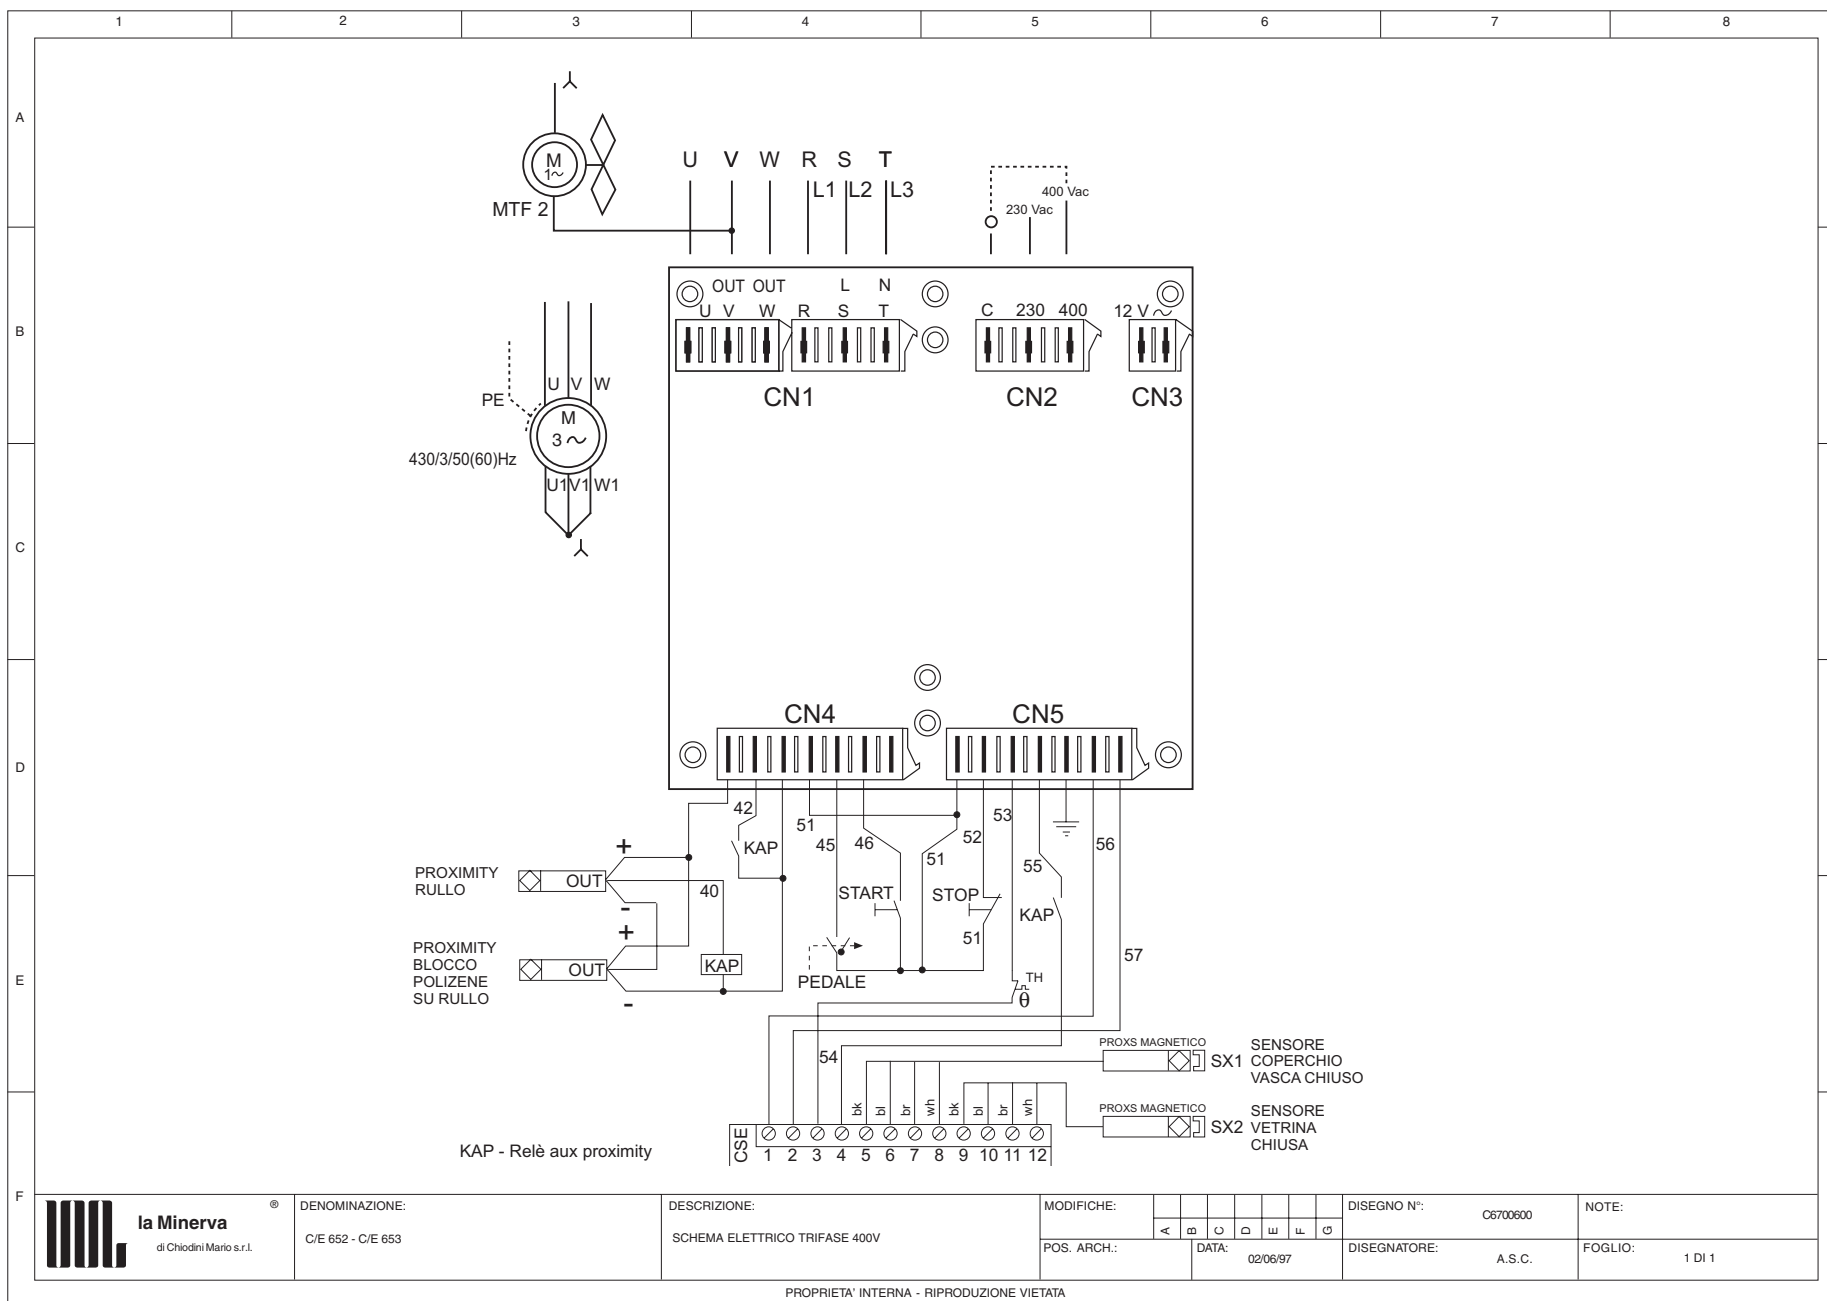 1 2 3 4 5 6 7 8
A
B
C
D
E
F
M
1~
MTF 2
U V W R S T
L1 L2 L3
400 Vac
230 Vac
OUT OUT L N
U V W R S T
C 230 400
12 V ~
CN1
CN2
CN3
PE
U V W
M
3 ~
430/3/50(60)Hz
U1 V1 W1
CN4
CN5
42
51
45
46
51
52
53
55
56
57
KAP
PROXIMITY
RULLO
OUT
+
-
40
START
STOP
51
KAP
PROXIMITY
BLOCCO
POLIZENE
SU RULLO
OUT
+
-
KAP
PEDALE
TH
θ
54
PROXS MAGNETICO
SX1
SENSORE
COPERCHIO
VASCA CHIUSO
PROXS MAGNETICO
SX2
SENSORE
VETRINA
CHIUSA
bk bl br wh bk bl br wh
CSE
1 2 3 4 5 6 7 8 9 10 11 12
KAP - Relè aux proximity
la Minerva
®
di Chiodini Mario s.r.l.
DENOMINAZIONE:
C/E 652 - C/E 653
DESCRIZIONE:
SCHEMA ELETTRICO TRIFASE 400V
MODIFICHE:
A B C D E F G
POS. ARCH.:
DATA:
02/06/97
DISEGNO N°:
C6700600
DISEGNATORE:
A.S.C.
NOTE:
FOGLIO:
1 DI 1
PROPRIETA' INTERNA - RIPRODUZIONE VIETATA